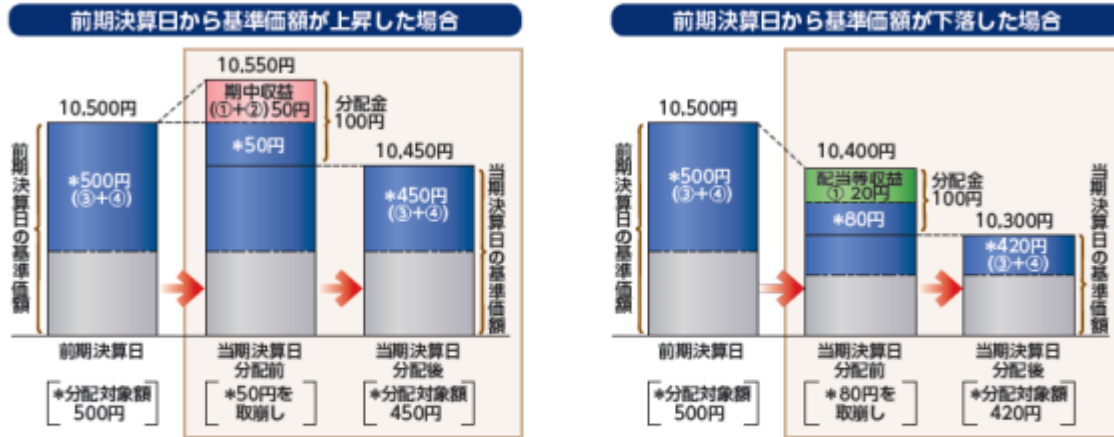 前期決算日から基準価額が上昇した場合
10,550円
10,500円
期中収益
(①+②)50円
分配金
100円
*50円
10,450円
前期決算日の基準価額
*500円
(③+④)
*450円
(③+④)
当期決算日の基準価額
前期決算日
当期決算日
分配前
当期決算日
分配後
*分配対象額
500円
*50円を
取崩し
*分配対象額
450円
前期決算日から基準価額が下落した場合
10,500円
10,400円
前期決算日の基準価額
*500円
(③+④)
配当等収益
① 20円
分配金
100円
*80円
10,300円
*420円
(③+④)
当期決算日の基準価額
前期決算日
当期決算日
分配前
当期決算日
分配後
*分配対象額
500円
*80円を
取崩し
*分配対象額
420円